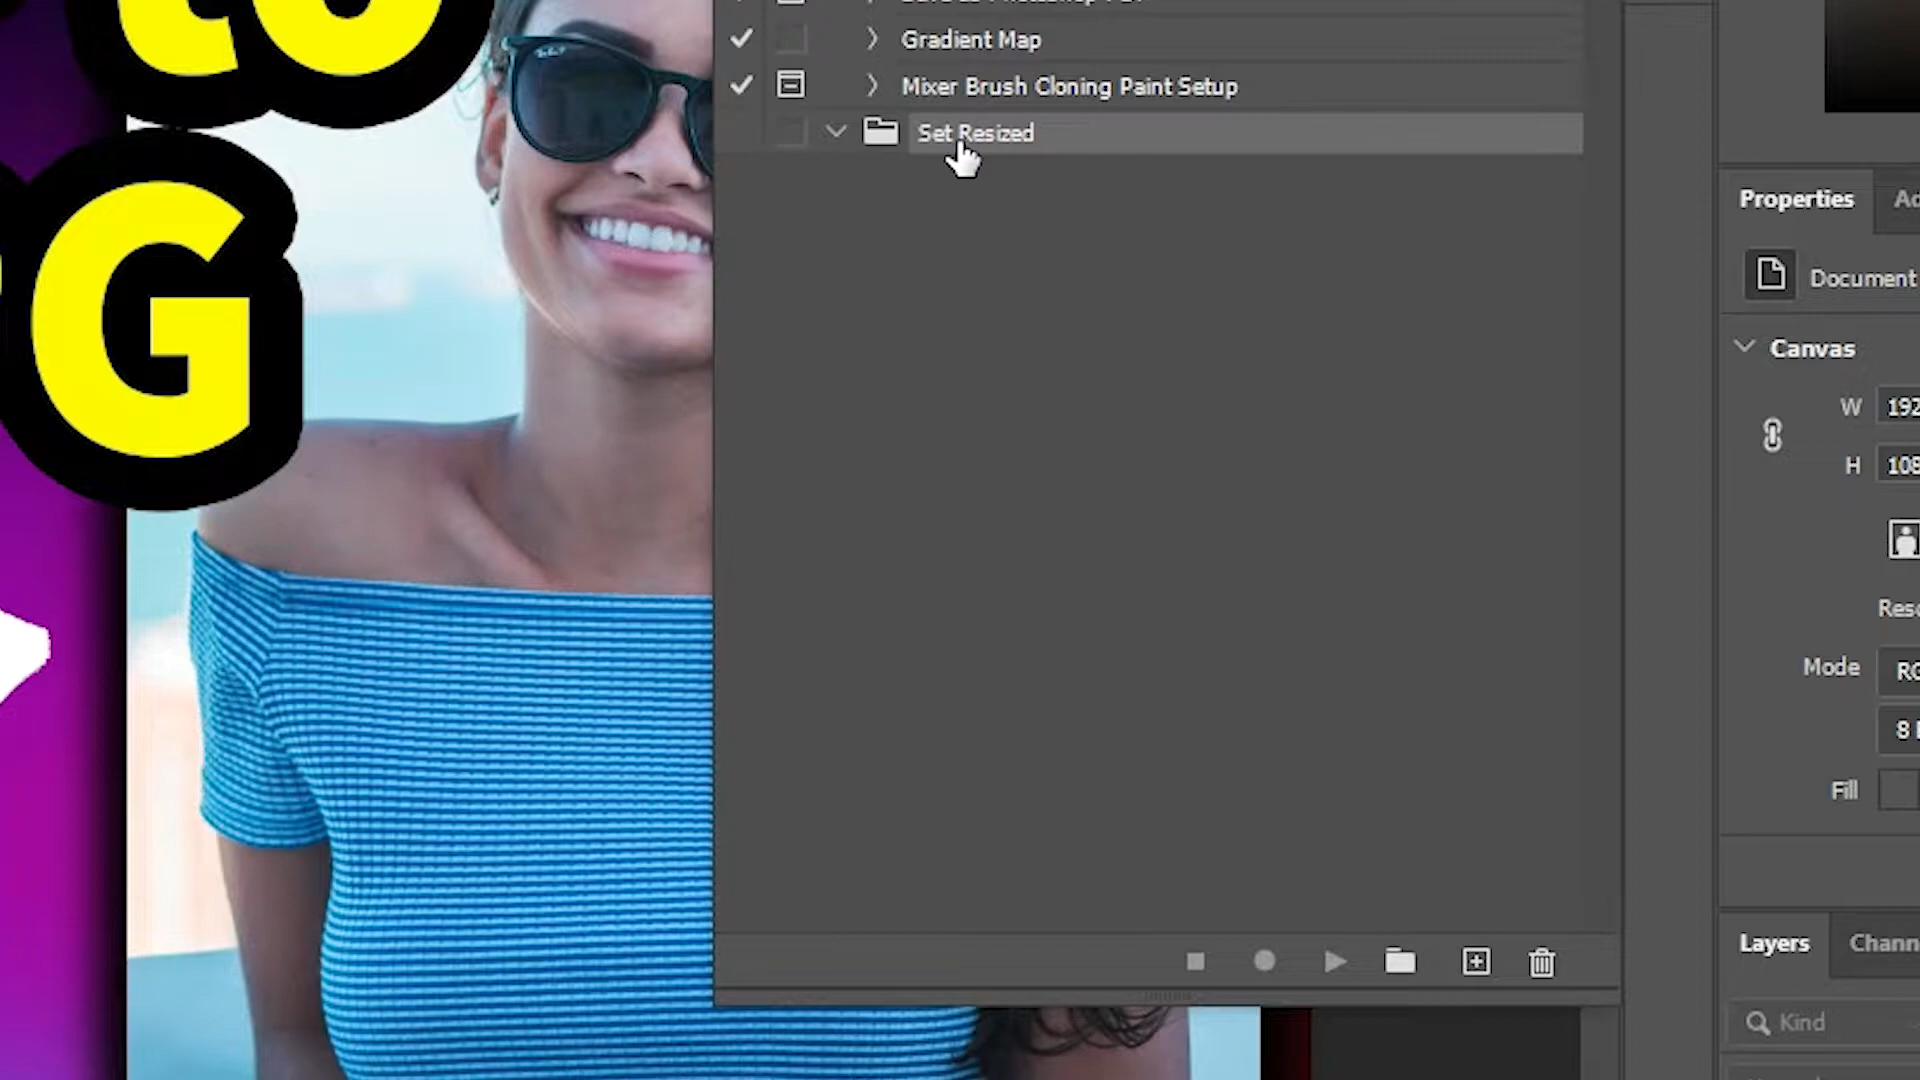 to
G
Gradient Map
Mixer Brush Cloning Paint Setup
Set Resized
Properties
Document
Canvas
W 192
H 108
Mode
8
Fill
Layers
Kind